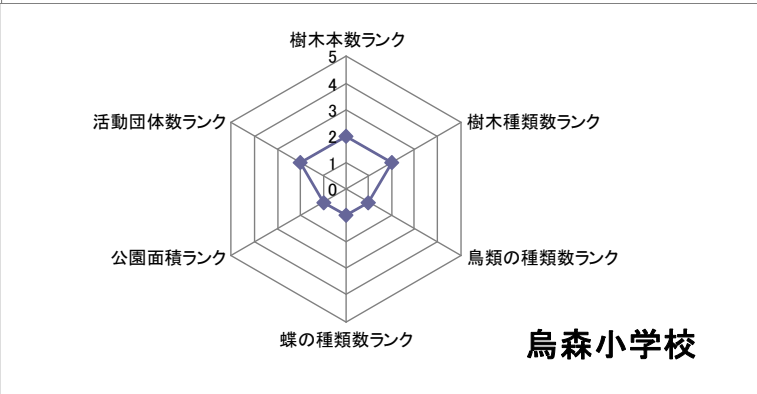 樹木本数ランク
5
4
3
2
1
0
活動団体数ランク
樹木種類数ランク
公園面積ランク
鳥類の種類数ランク
蝶の種類数ランク
烏森小学校